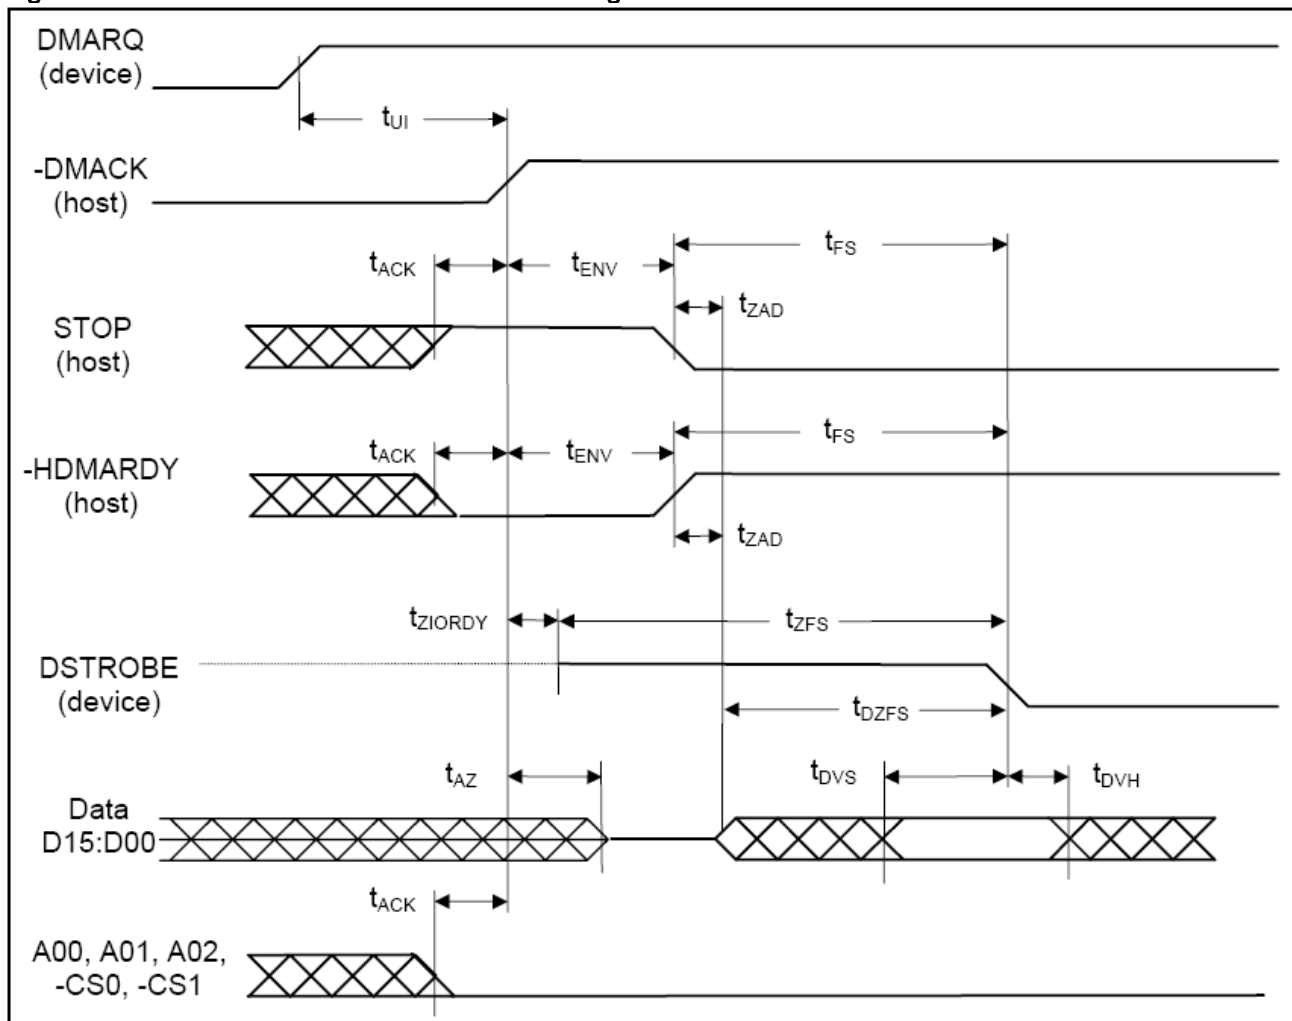 DMARQ
(device)
tUI
-DMACK
(host)
tFS
tACK
tENV
tZAD
STOP
(host)
tFS
tACK
tENV
-HDMARDY
(host)
tZAD
tZIORDY
tZFS
DSTROBE
(device)
tDZFS
tAZ
tDVS
tDVH
Data
D15:D00
tACK
A00, A01, A02,
-CS0, -CS1